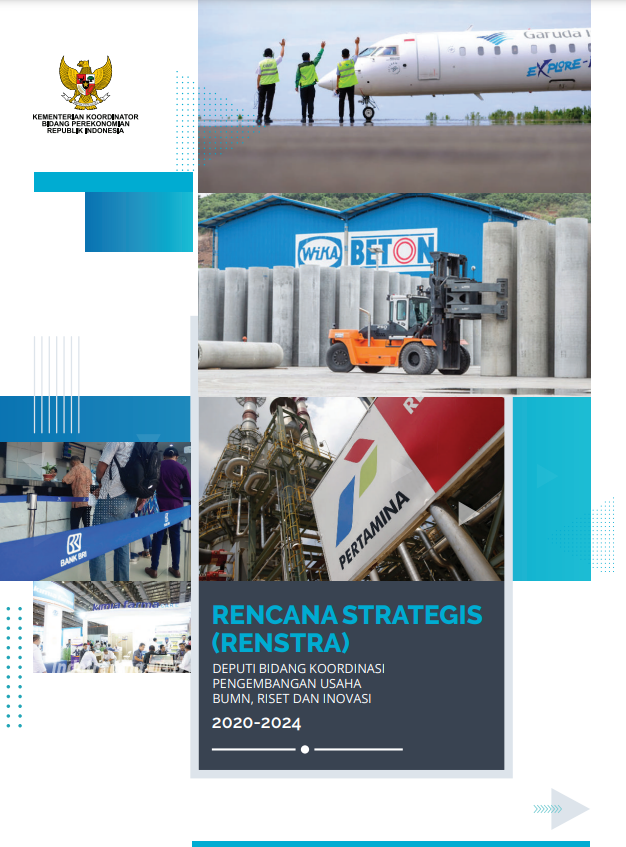 KEMENTERIAN KOORDINATOR
BIDANG PEREKONOMIAN
REPUBLIK INDONESIA
Garuda I
EXPLORE-
WIKA BETON
RE
PERTAMINA
BANK BRI
RENCANA STRATEGIS
(RENSTRA)
DEPUTI BIDANG KOORDINASI
PENGEMBANGAN USAHA
BUMN, RISET DAN INOVASI
2020-2024